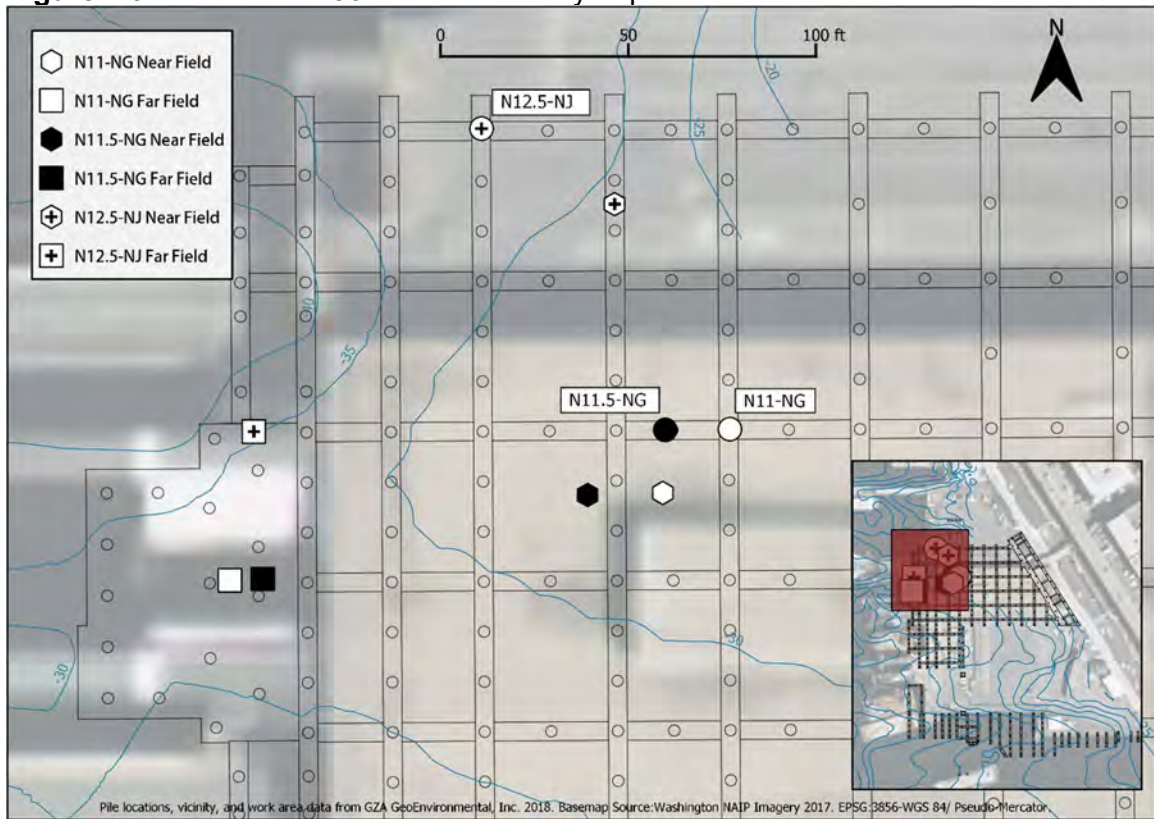 0 50 100 ft
N
N11-NG Near Field
N11-NG Far Field
N11.5-NG Near Field
N11.5-NG Far Field
N12.5-NJ Near Field
N12.5-NJ Far Field
N12.5-NJ
-20
-25
-35
N11.5-NG
N11-NG
-30
-30
Pile locations, vicinity, and work area data from GZA GeoEnvironmental, Inc. 2018. Basemap Source:Washington NAIP Imagery 2017. EPSG:3856-WGS 84/ Pseudo-Mercator.